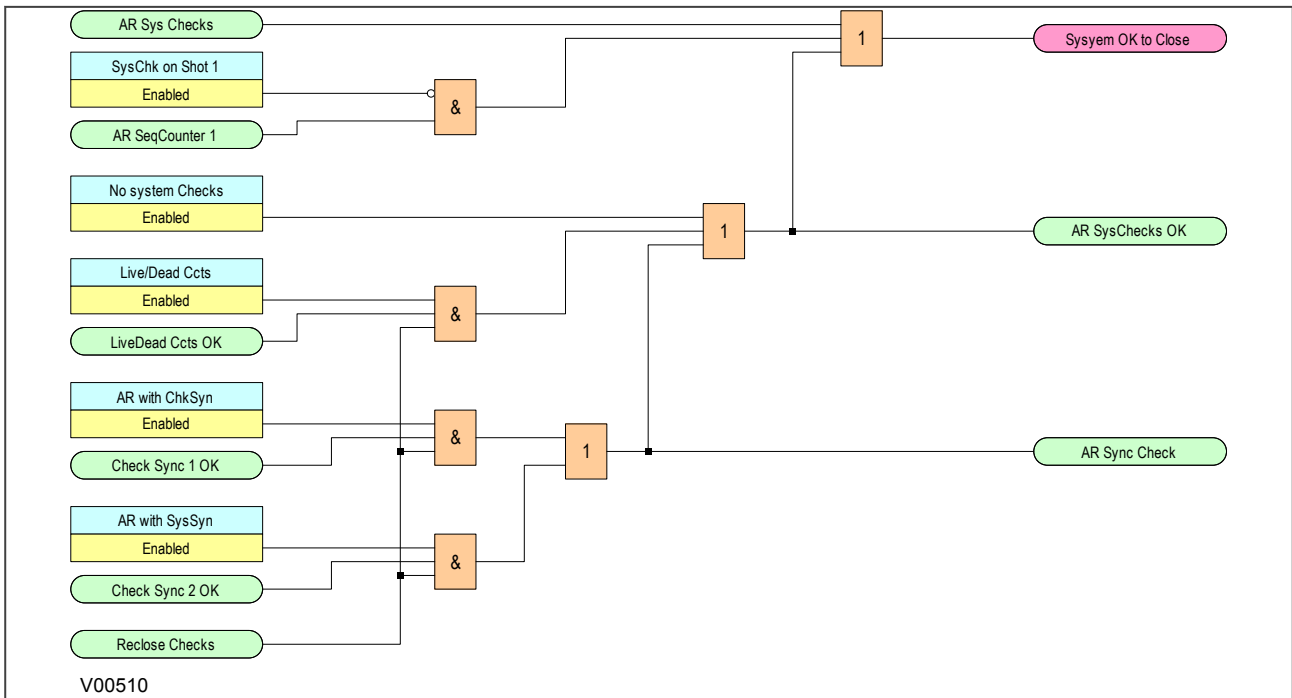 AR Sys Checks
1
Sysyem OK to Close
SysChk on Shot 1
Enabled
&
AR SeqCounter 1
No system Checks
Enabled
1
AR SysChecks OK
Live/Dead Ccts
Enabled
&
LiveDead Ccts OK
AR with ChkSyn
Enabled
&
1
AR Sync Check
Check Sync 1 OK
AR with SysSyn
Enabled
&
Check Sync 2 OK
Reclose Checks
V00510